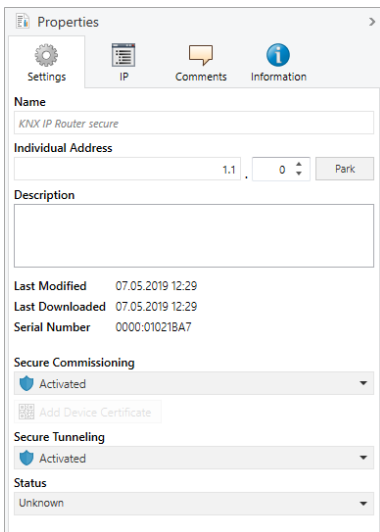 Properties
Settings
IP
Comments
Information
Name
KNX IP Router secure
Individual Address
1.1 . 0 Park
Description
Last Modified 07.05.2019 12:29
Last Downloaded 07.05.2019 12:29
Serial Number 0000:01021BA7
Secure Commissioning
Activated
Add Device Certificate
Secure Tunneling
Activated
Status
Unknown